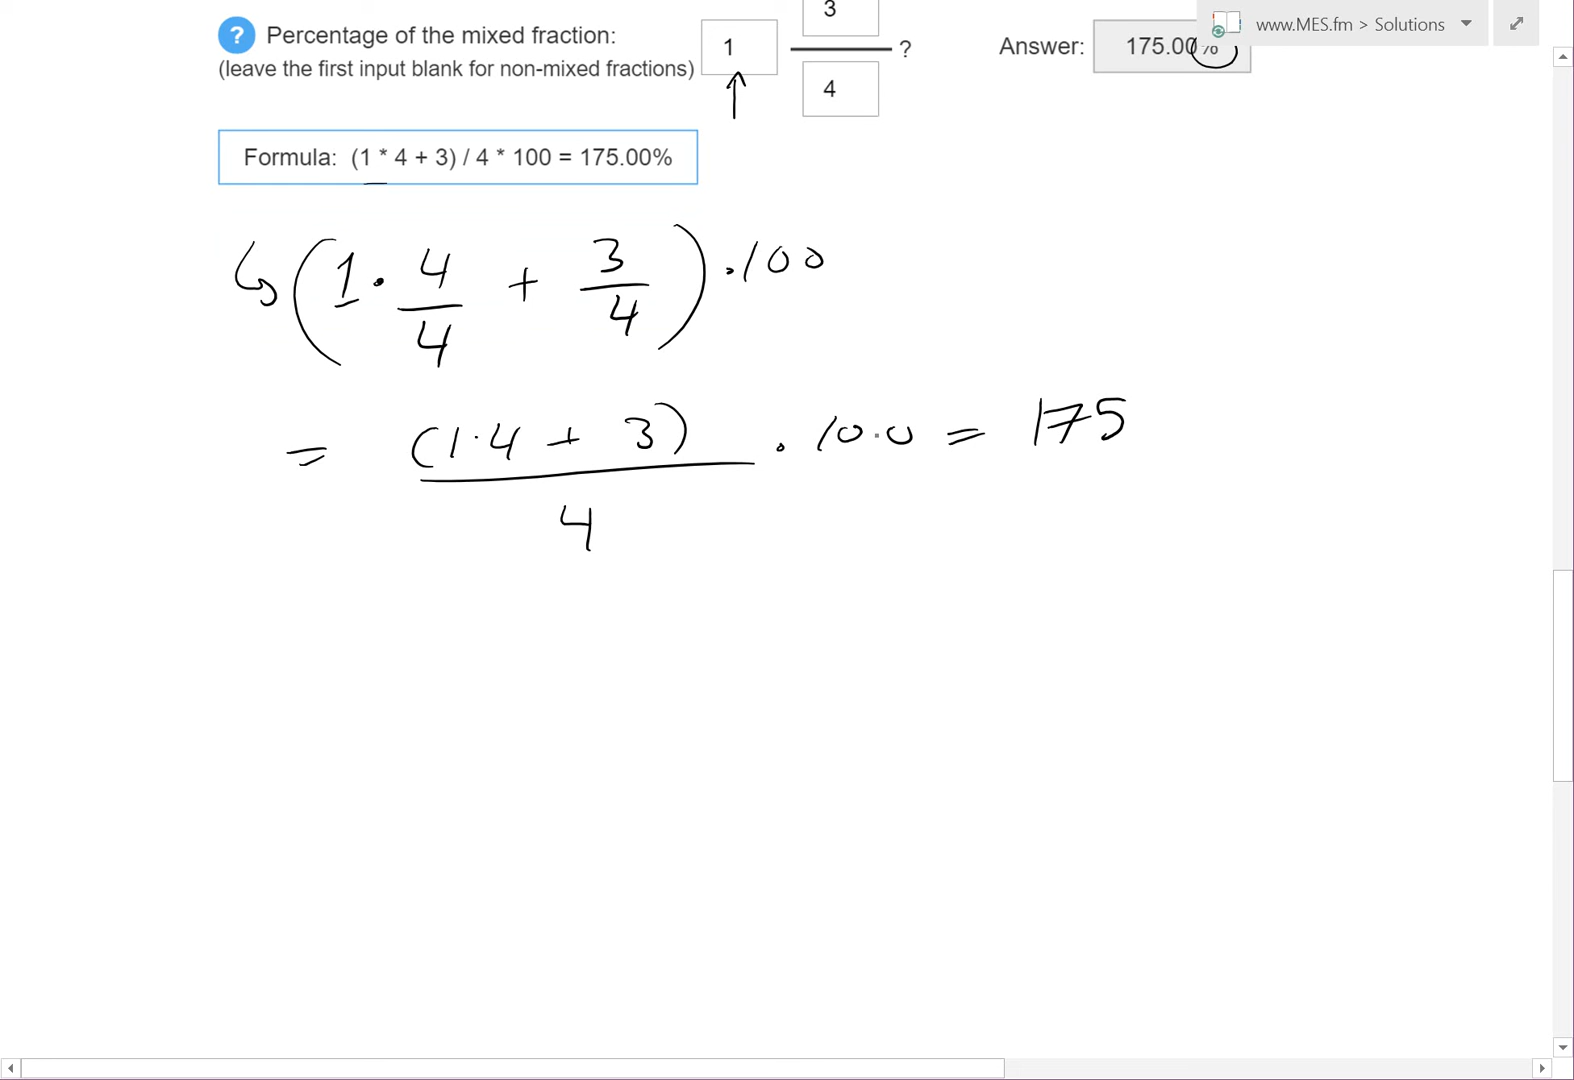 www.MES.fm > Solutions
3
? Percentage of the mixed fraction: 1 ? Answer: 175.00%
(leave the first input blank for non-mixed fractions)
4
Formula: (1 * 4 + 3) / 4 * 100 = 175.00%
(1 · 4/4 + 3/4) · 100
= (1·4 + 3)/4 · 100 = 175